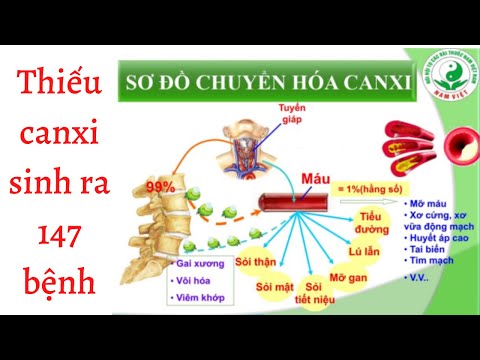 Thiếu
canxi
sinh ra
147
bệnh
SƠ ĐỒ CHUYỂN HÓA CANXI
NAM VIỆT
Tuyến
giáp
99%
Máu
= 1%(hằng số)
• Mỡ máu
• Xơ cứng, xơ
vữa động mạch
• Huyết áp cao
• Tai biến
• Tim mạch
• V.V..
Tiểu
đường
Lú lẫn
Mỡ gan
Sỏi
tiết niệu
Sỏi mật
Sỏi thận
• Gai xương
• Vôi hóa
• Viêm khớp